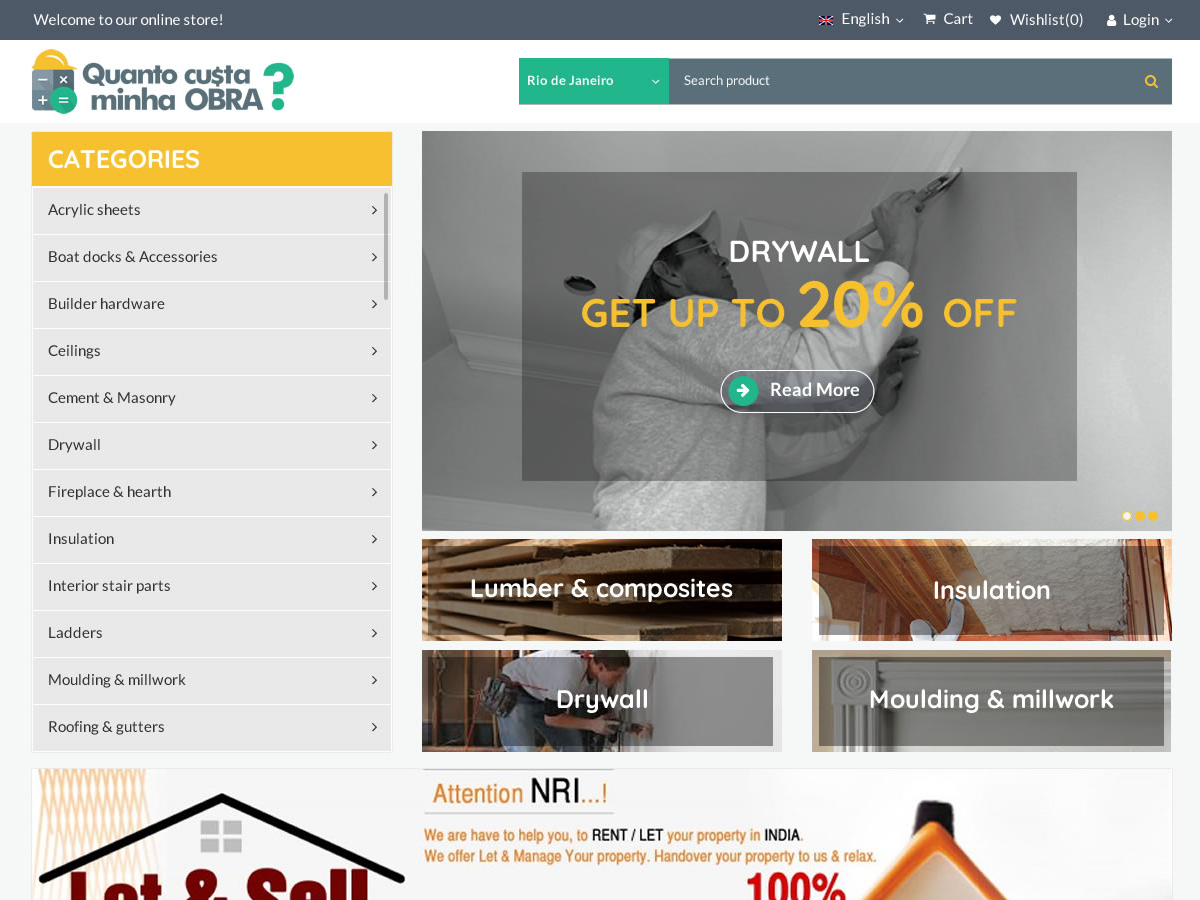 Welcome to our online store!
English
Cart
Wishlist(0)
Login
Quanto cu$ta
minha OBRA ?
Rio de Janeiro
Search product
CATEGORIES
Acrylic sheets
Boat docks & Accessories
Builder hardware
Ceilings
Cement & Masonry
Drywall
Fireplace & hearth
Insulation
Interior stair parts
Ladders
Moulding & millwork
Roofing & gutters
DRYWALL
GET UP TO 20% OFF
Read More
Lumber & composites
Insulation
Drywall
Moulding & millwork
Let & Sell
Attention NRI...!
We are have to help you, to RENT / LET your property in INDIA.
We offer Let & Manage Your property. Handover your property to us & relax.
100%